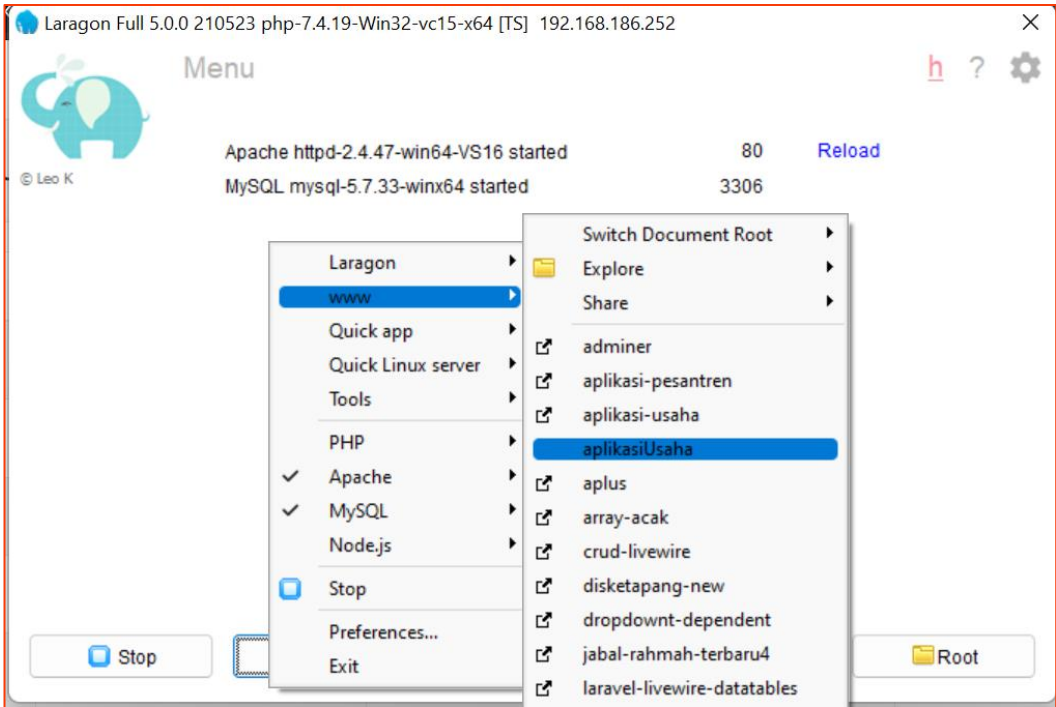 Laragon Full 5.0.0 210523 php-7.4.19-Win32-vc15-x64 [TS] 192.168.186.252
Menu
h ?
© Leo K
Apache httpd-2.4.47-win64-VS16 started 80 Reload
MySQL mysql-5.7.33-winx64 started 3306
Laragon
www
Quick app
Quick Linux server
Tools
PHP
Apache
MySQL
Node.js
Stop
Preferences...
Exit
Switch Document Root
Explore
Share
adminer
aplikasi-pesantren
aplikasi-usaha
aplikasiUsaha
aplus
array-acak
crud-livewire
disketapang-new
dropdownt-dependent
jabal-rahmah-terbaru4
laravel-livewire-datatables
Stop
Root